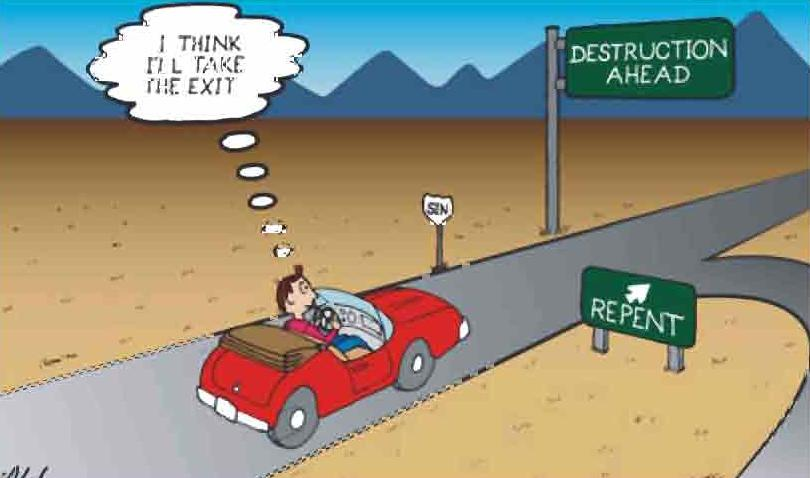 I THINK
I'LL TAKE
THE EXIT
DESTRUCTION
AHEAD
SIN
REPENT